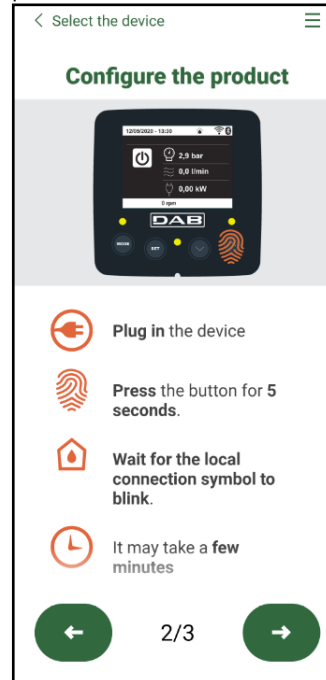 Select the device
Configure the product
12/05/2020 - 13:30
2,9 bar
0,0 l/min
0,00 kW
0 rpm
DAB
MODE
SET
Plug in the device
Press the button for 5
seconds.
Wait for the local
connection symbol to
blink.
It may take a few
minutes
2/3